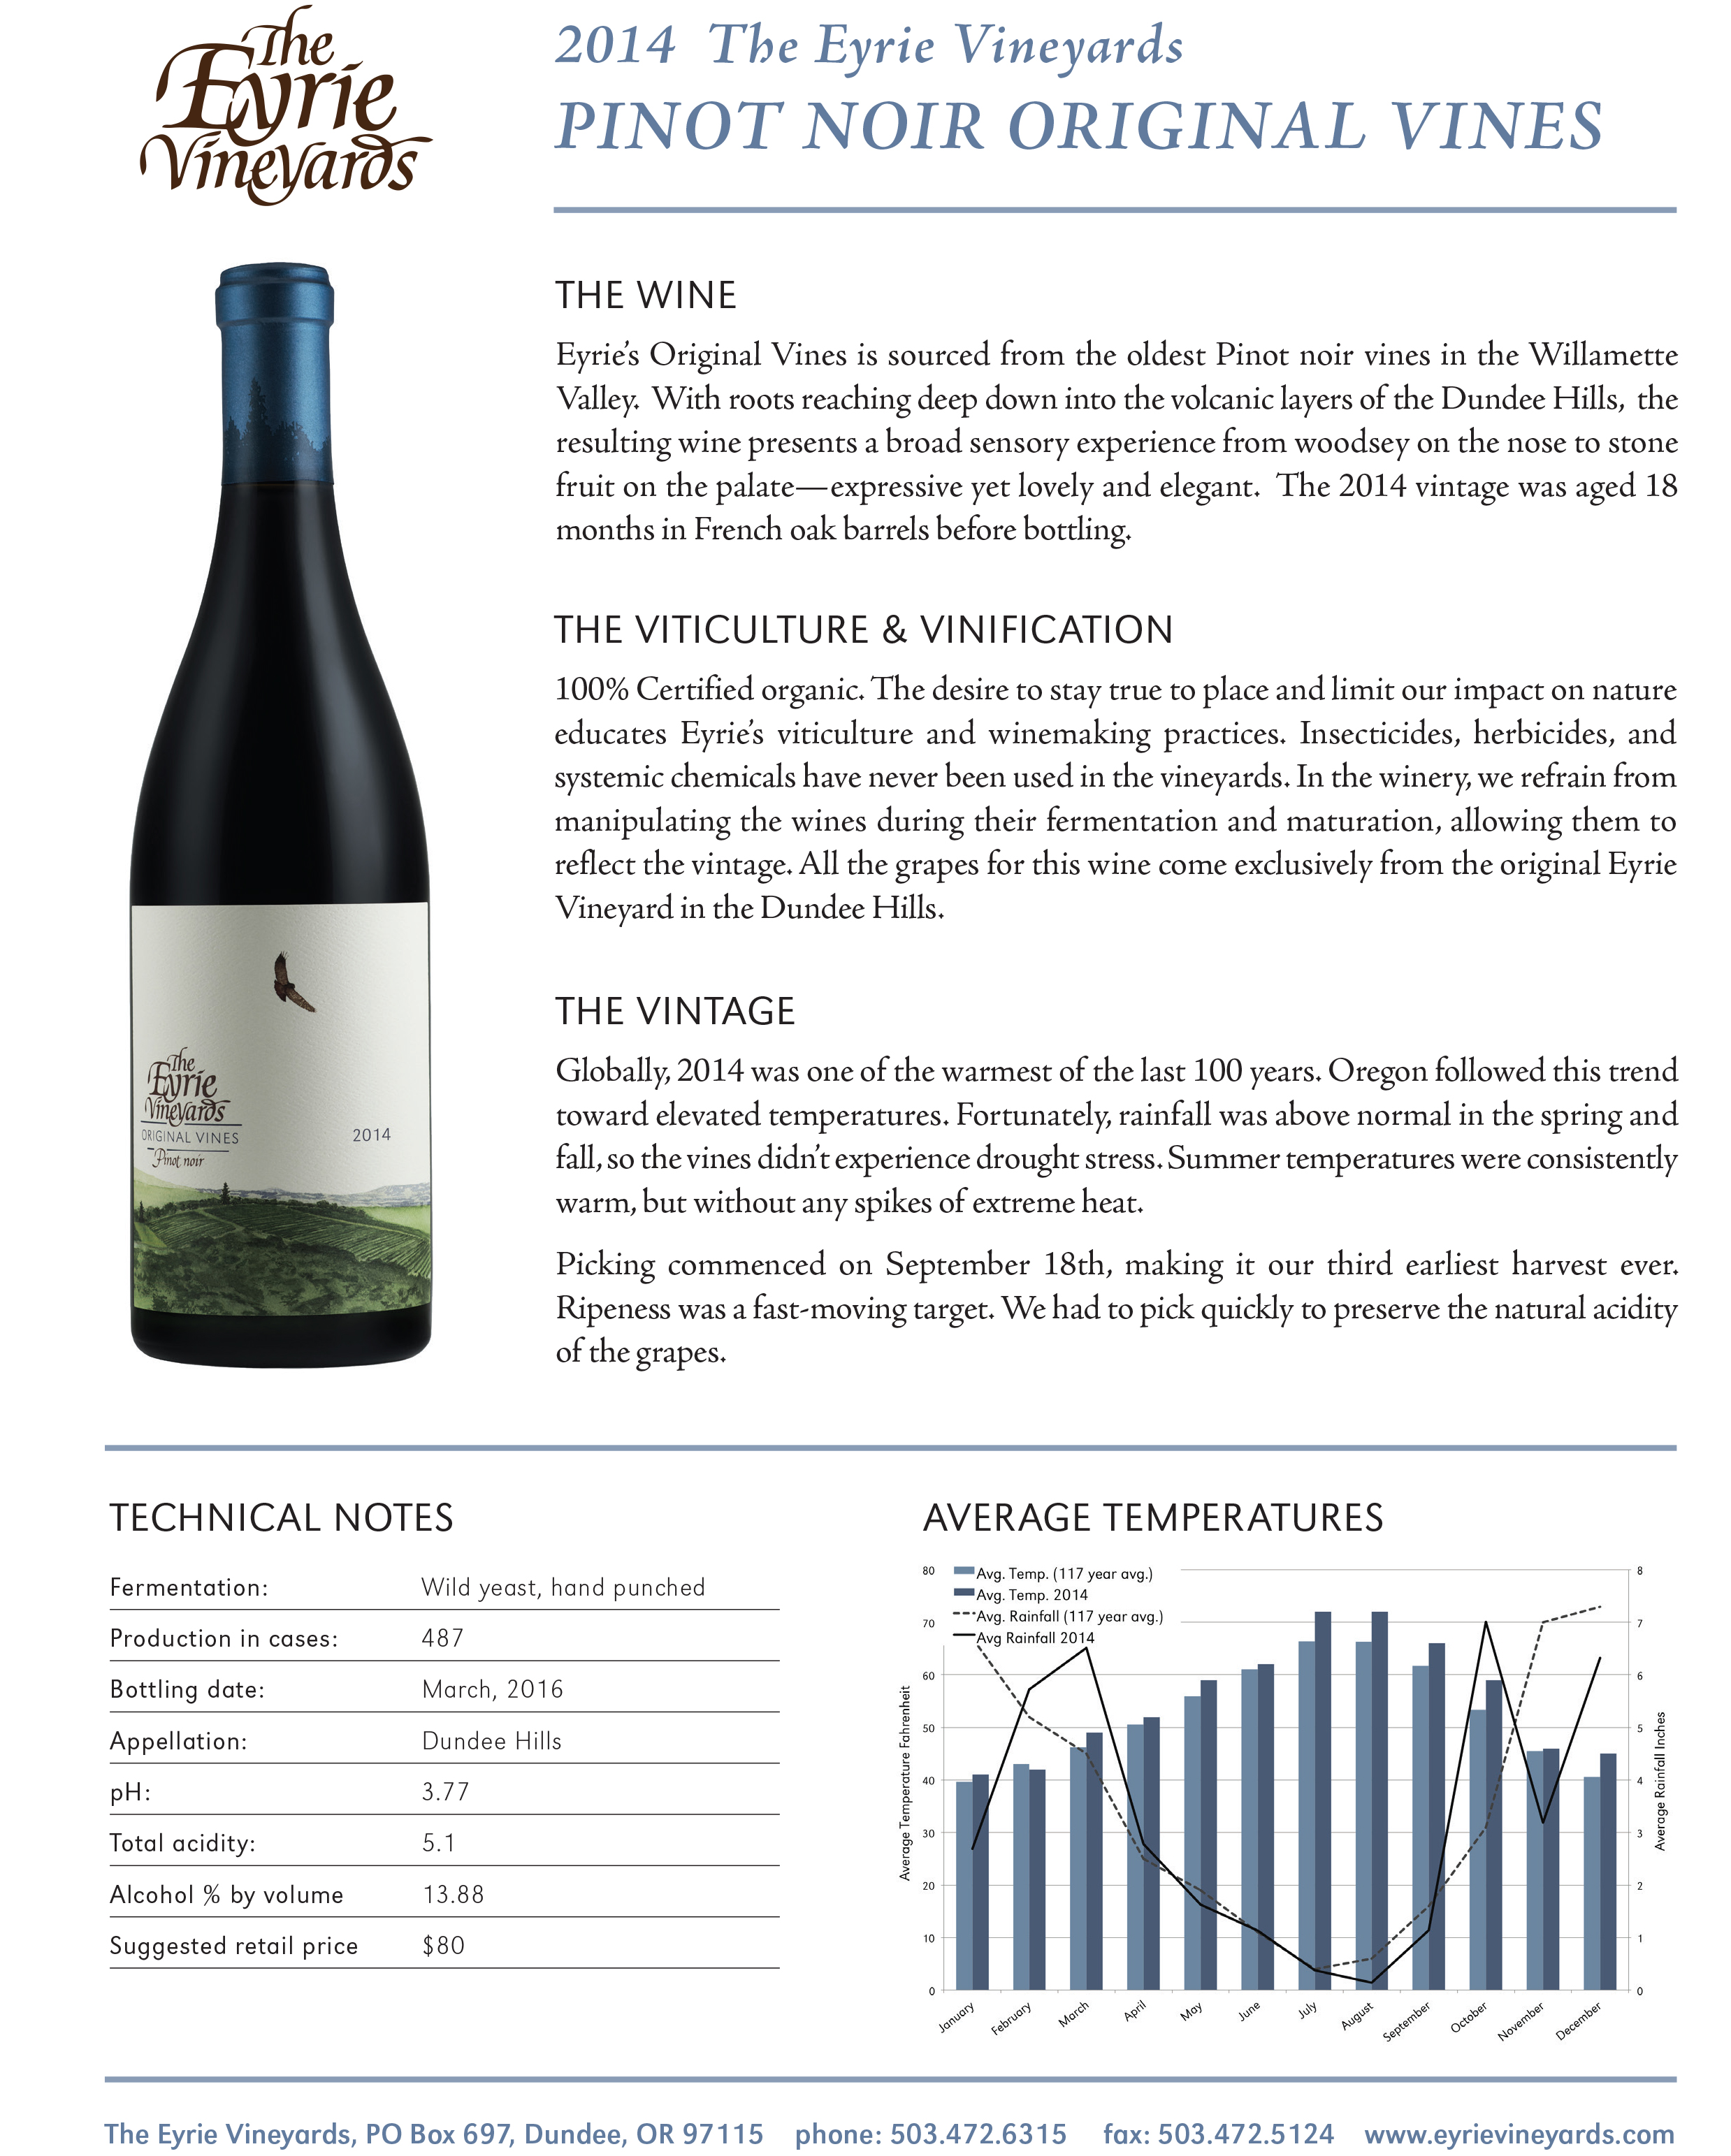 The
Eyrie
Vineyards
2014 The Eyrie Vineyards
PINOT NOIR ORIGINAL VINES
THE WINE
Eyrie's Original Vines is sourced from the oldest Pinot noir vines in the Willamette
Valley. With roots reaching deep down into the volcanic layers of the Dundee Hills, the
resulting wine presents a broad sensory experience from woodsey on the nose to stone
fruit on the palate—expressive yet lovely and elegant. The 2014 vintage was aged 18
months in French oak barrels before bottling.
THE VITICULTURE & VINIFICATION
100% Certified organic. The desire to stay true to place and limit our impact on nature
educates Eyrie's viticulture and winemaking practices. Insecticides, herbicides, and
systemic chemicals have never been used in the vineyards. In the winery, we refrain from
manipulating the wines during their fermentation and maturation, allowing them to
reflect the vintage. All the grapes for this wine come exclusively from the original Eyrie
Vineyard in the Dundee Hills.
THE VINTAGE
Globally, 2014 was one of the warmest of the last 100 years. Oregon followed this trend
toward elevated temperatures. Fortunately, rainfall was above normal in the spring and
fall, so the vines didn't experience drought stress. Summer temperatures were consistently
warm, but without any spikes of extreme heat.
Picking commenced on September 18th, making it our third earliest harvest ever.
Ripeness was a fast-moving target. We had to pick quickly to preserve the natural acidity
of the grapes.
The
Eyrie
Vineyards
ORIGINAL VINES
Pinot noir
2014
TECHNICAL NOTES
Fermentation: Wild yeast, hand punched
Production in cases: 487
Bottling date: March, 2016
Appellation: Dundee Hills
pH: 3.77
Total acidity: 5.1
Alcohol % by volume 13.88
Suggested retail price $80
AVERAGE TEMPERATURES
Avg. Temp. (117 year avg.)
Avg. Temp. 2014
Avg. Rainfall (117 year avg.)
Avg Rainfall 2014
Average Temperature Fahrenheit
80
70
60
50
40
30
20
10
0
8
7
6
5
4
3
2
1
0
Average Rainfall Inches
January
February
March
April
May
June
July
August
September
October
November
December
The Eyrie Vineyards, PO Box 697, Dundee, OR 97115 phone: 503.472.6315 fax: 503.472.5124 www.eyrievineyards.com